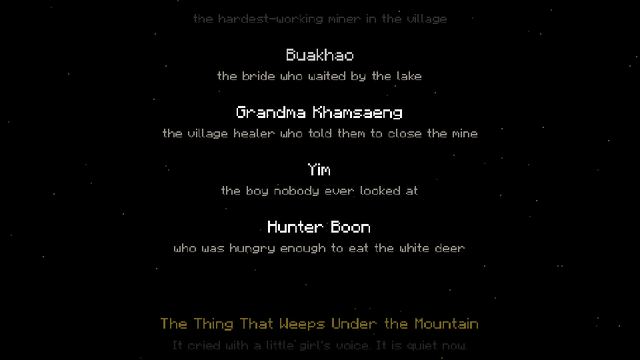 the hardest-working miner in the village
Buakhao
the bride who waited by the lake
Grandma Khamsaeng
the village healer who told them to close the mine
Yim
the boy nobody ever looked at
Hunter Boon
who was hungry enough to eat the white deer
The Thing That Weeps Under the Mountain
It cried with a little girl's voice. It is quiet now.